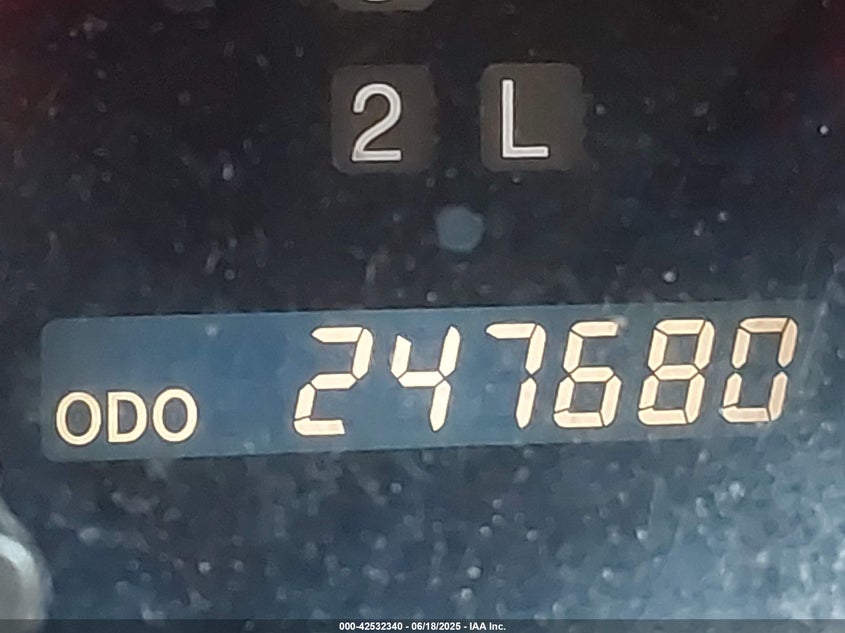 2 L
ODO 247680
000-42532340 - 06/18/2025 - IAA Inc.